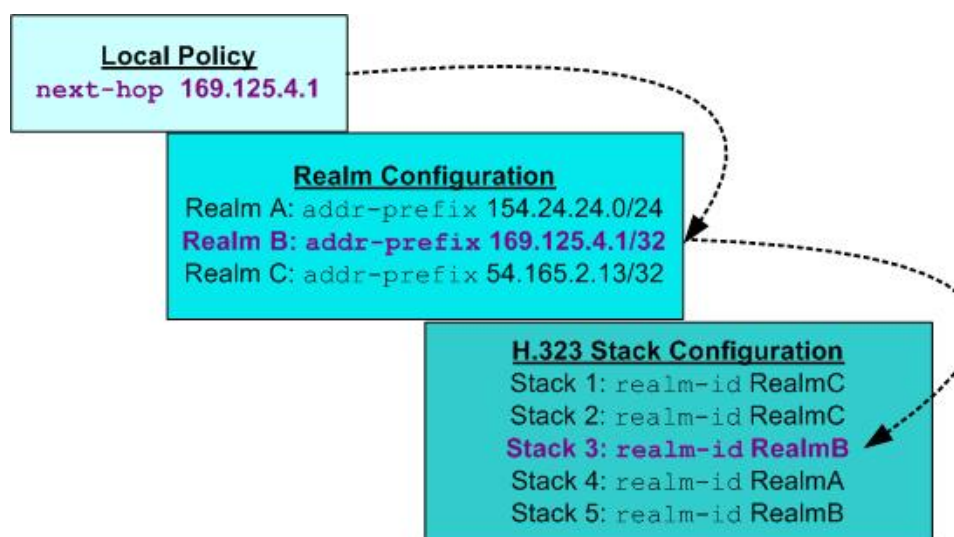 Local Policy
next-hop 169.125.4.1
Realm Configuration
Realm A: addr-prefix 154.24.24.0/24
Realm B: addr-prefix 169.125.4.1/32
Realm C: addr-prefix 54.165.2.13/32
H.323 Stack Configuration
Stack 1: realm-id RealmC
Stack 2: realm-id RealmC
Stack 3: realm-id RealmB
Stack 4: realm-id RealmA
Stack 5: realm-id RealmB